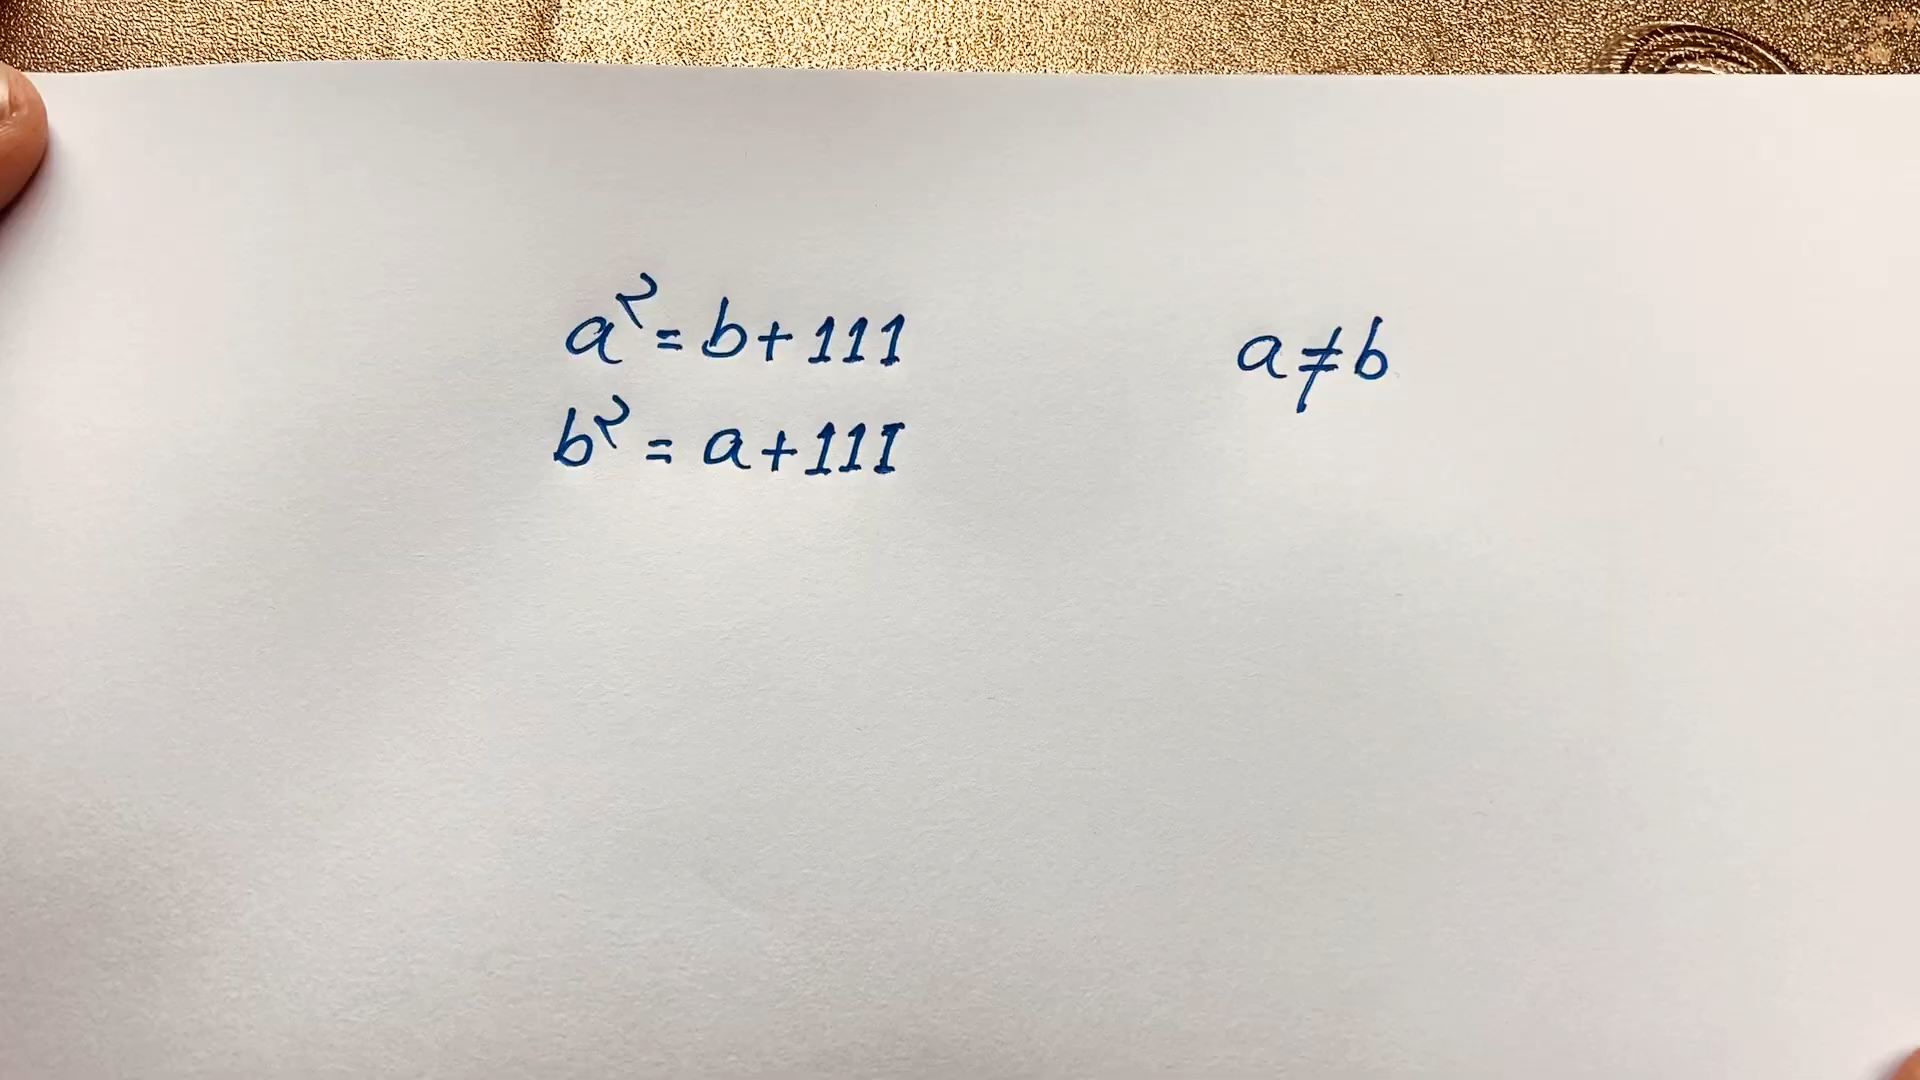 a² = b + 111
a ≠ b
b² = a + 111